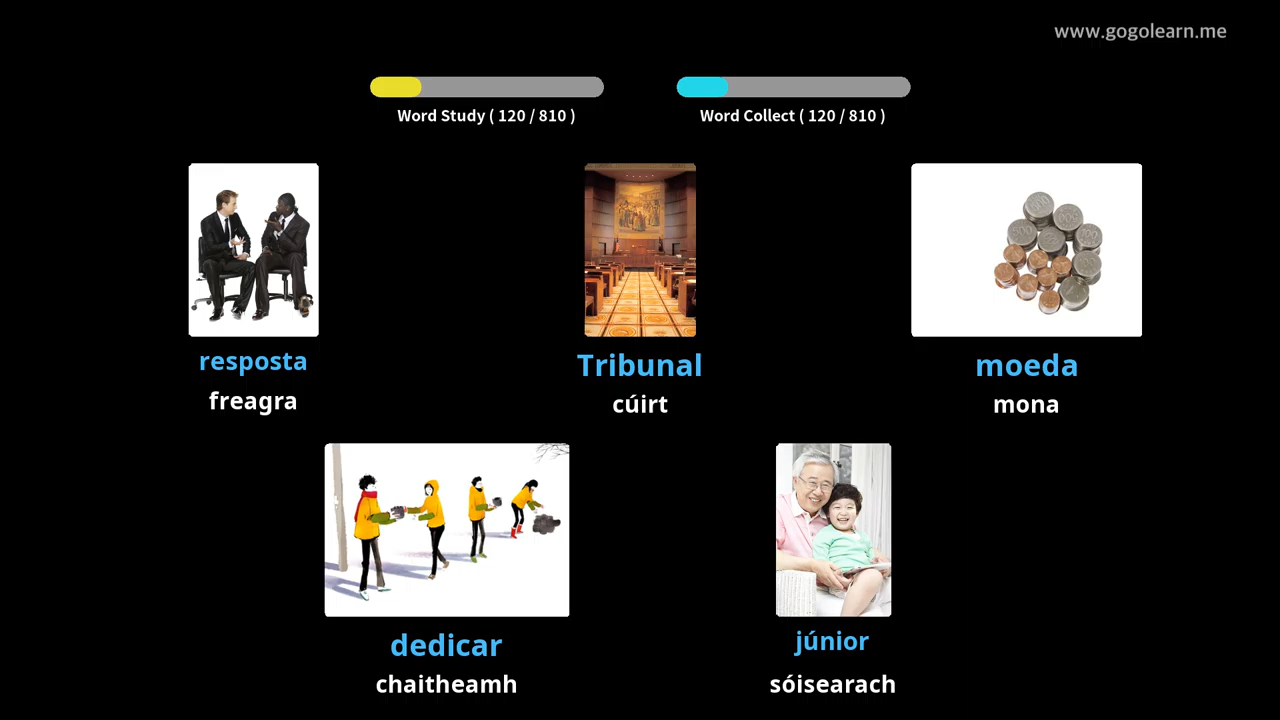 www.gogolearn.me
Word Study ( 120 / 810 )
Word Collect ( 120 / 810 )
resposta
freagra
Tribunal
cúirt
moeda
mona
dedicar
chaitheamh
júnior
sóisearach